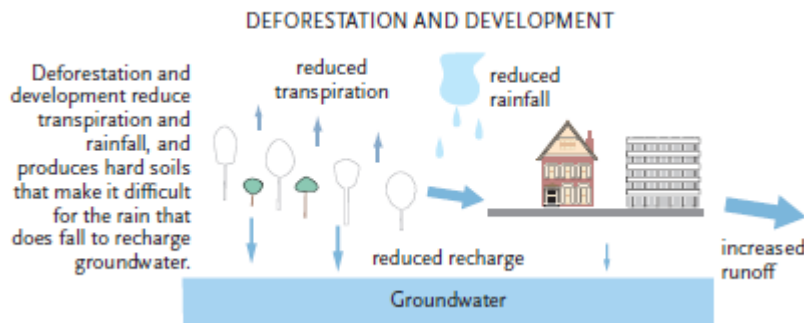 DEFORESTATION AND DEVELOPMENT
Deforestation and
development reduce
transpiration and
rainfall, and
produces hard soils
that make it difficult
for the rain that
does fall to recharge
groundwater.
reduced
transpiration
reduced
rainfall
reduced recharge
increased
runoff
Groundwater